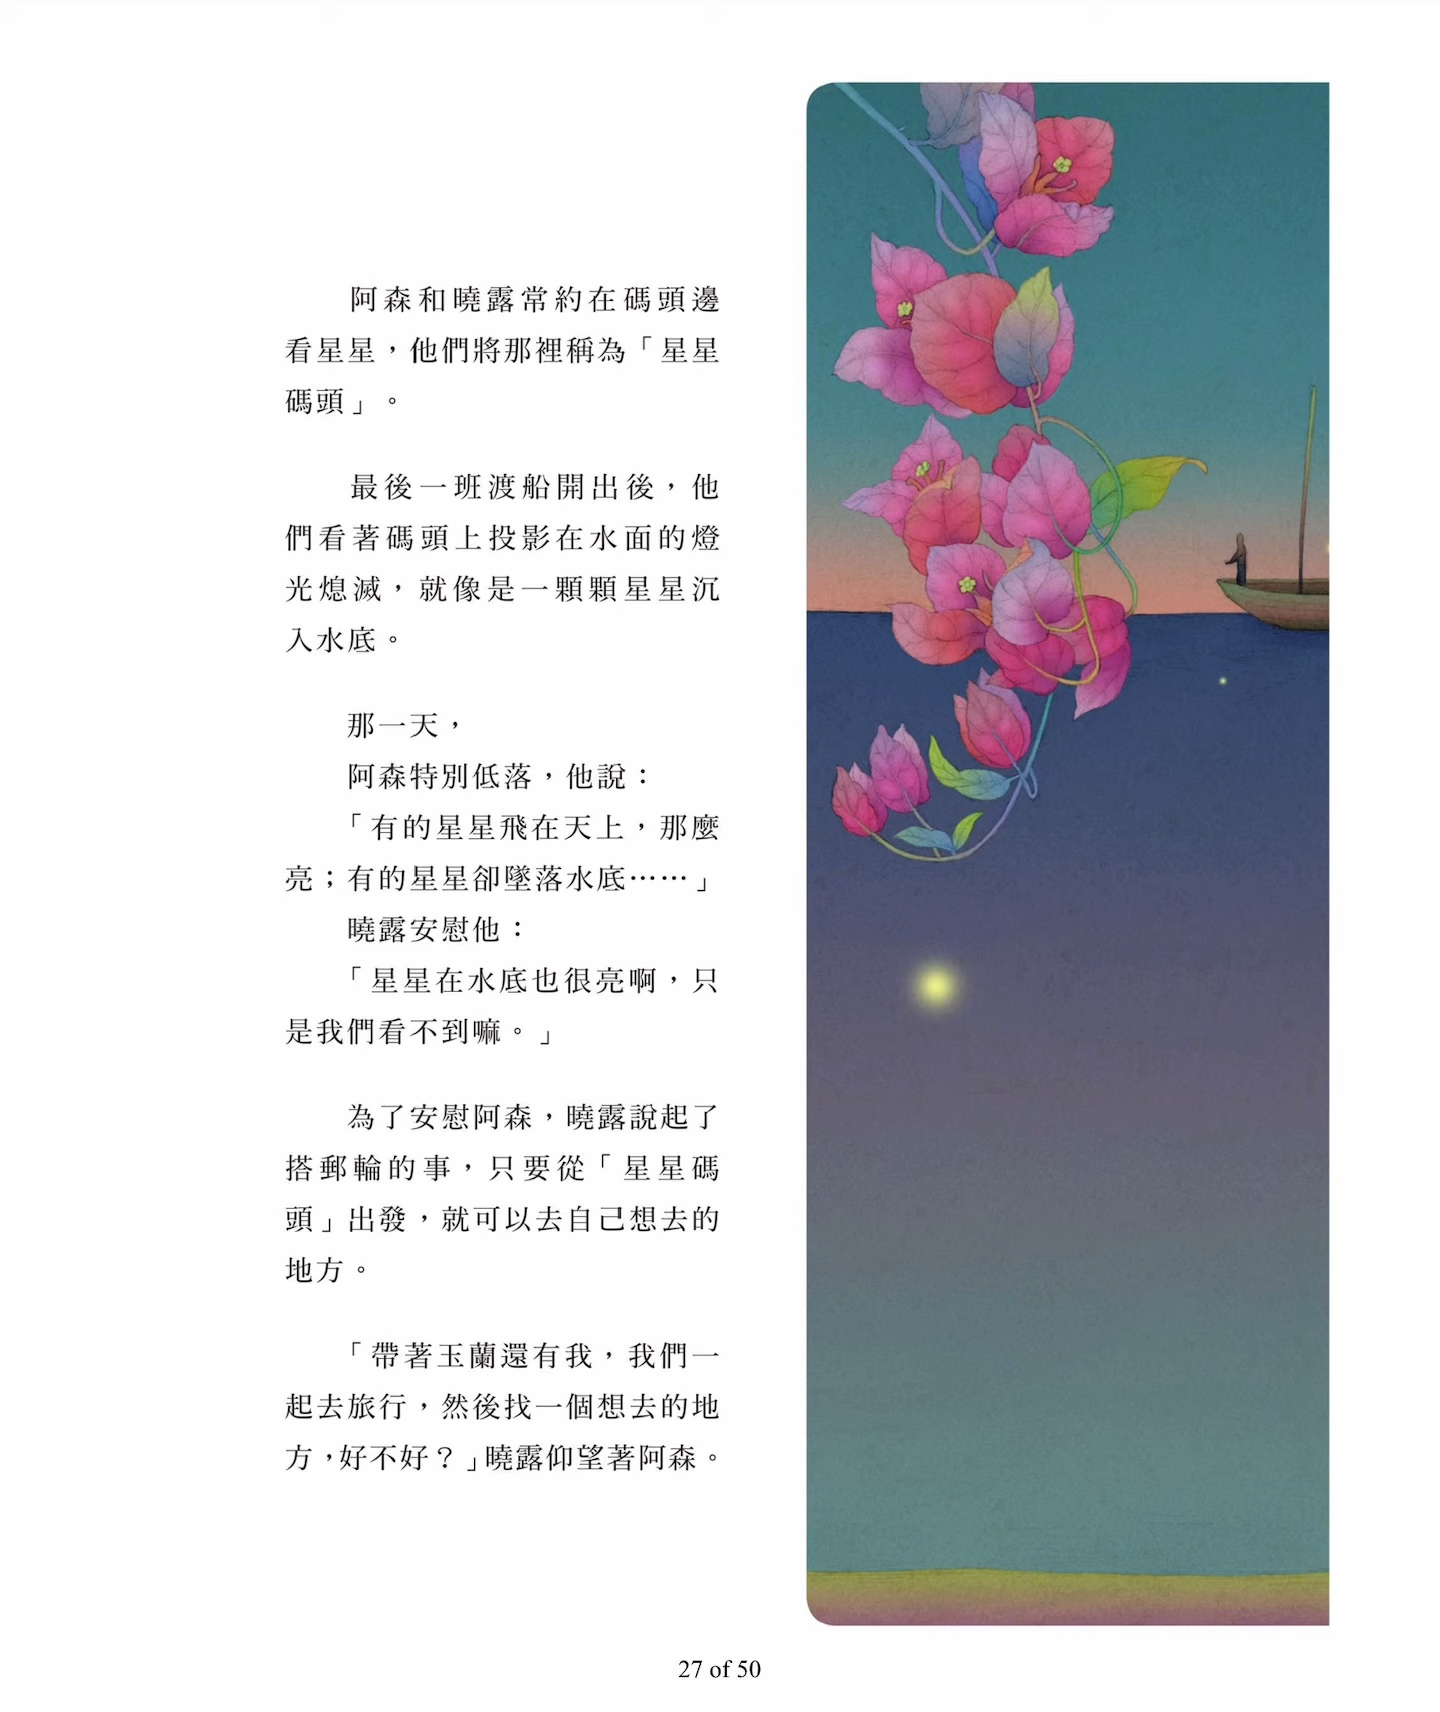 阿森和曉露常約在碼頭邊
看星星，他們將那裡稱為「星星
碼頭」。
最後一班渡船開出後，他
們看著碼頭上投影在水面的燈
光熄滅，就像是一顆顆星星沉
入水底。
那一天，
阿森特別低落，他說：
「有的星星飛在天上，那麼
亮；有的星星卻墜落水底……」
曉露安慰他：
「星星在水底也很亮啊，只
是我們看不到嘛。」
為了安慰阿森，曉露說起了
搭郵輪的事，只要從「星星碼
頭」出發，就可以去自己想去的
地方。
「帶著玉蘭還有我，我們一
起去旅行，然後找一個想去的地
方，好不好？」曉露仰望著阿森。
27 of 50